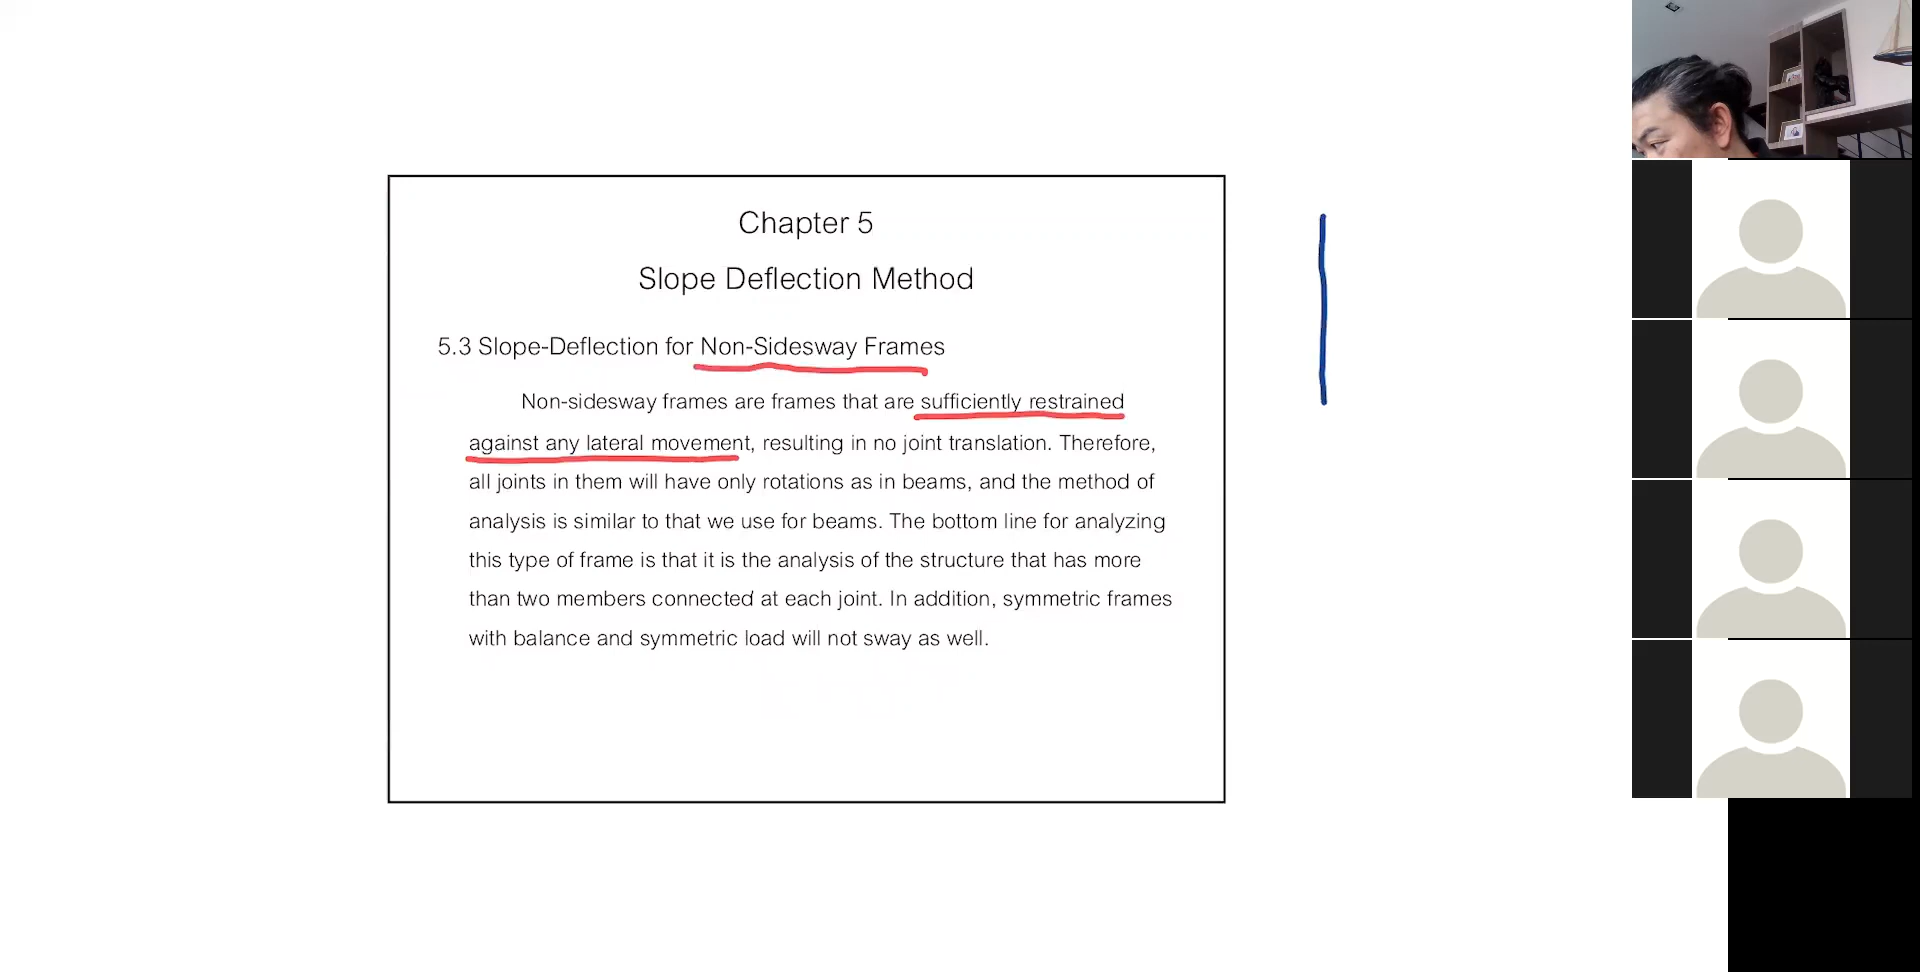 Chapter 5
Slope Deflection Method
5.3 Slope-Deflection for Non-Sidesway Frames
Non-sidesway frames are frames that are sufficiently restrained
against any lateral movement, resulting in no joint translation. Therefore,
all joints in them will have only rotations as in beams, and the method of
analysis is similar to that we use for beams. The bottom line for analyzing
this type of frame is that it is the analysis of the structure that has more
than two members connected at each joint. In addition, symmetric frames
with balance and symmetric load will not sway as well.